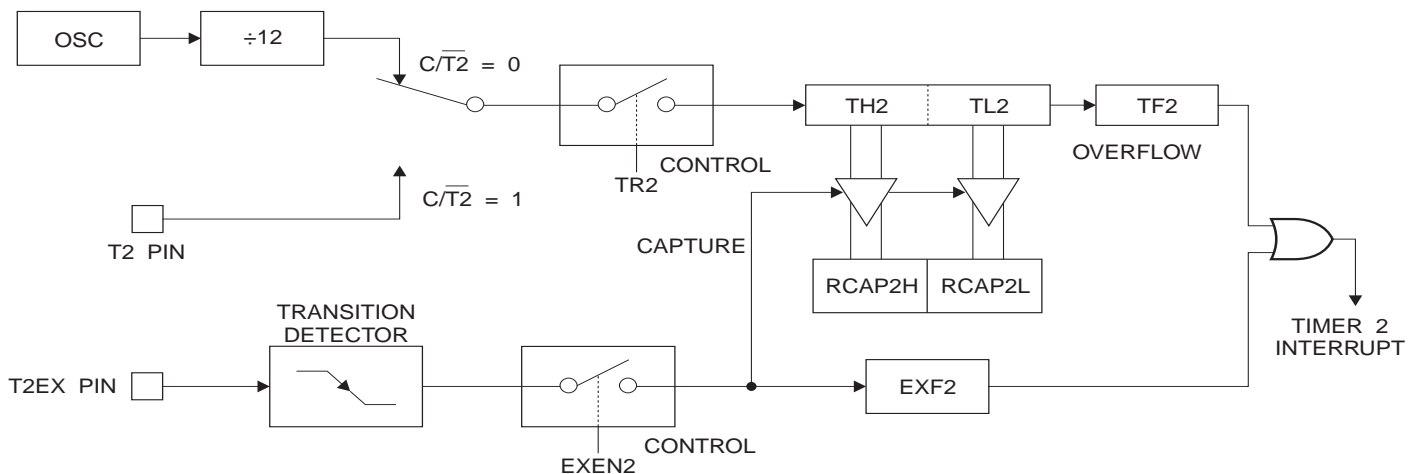 OSC
÷12
C/T2̅ = 0
TH2
TL2
TF2
OVERFLOW
CONTROL
TR2
C/T2̅ = 1
T2 PIN
CAPTURE
RCAP2H
RCAP2L
TRANSITION
DETECTOR
TIMER 2
INTERRUPT
T2EX PIN
EXF2
CONTROL
EXEN2